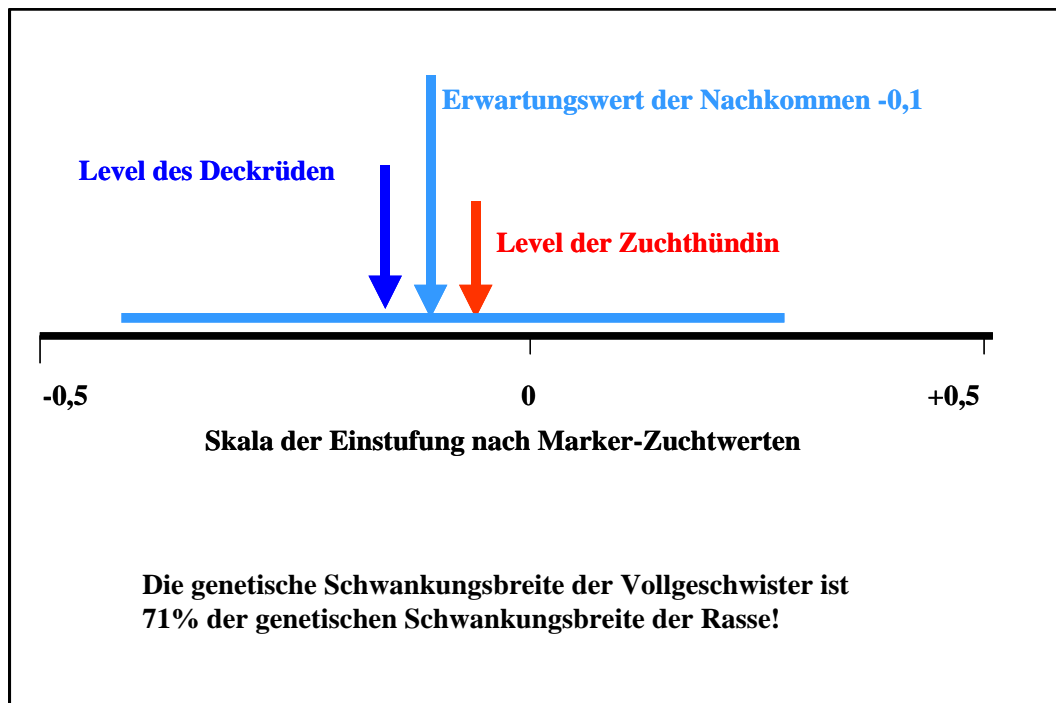 Erwartungswert der Nachkommen -0,1
Level des Deckrüden
Level der Zuchthündin
-0,5 0 +0,5
Skala der Einstufung nach Marker-Zuchtwerten
Die genetische Schwankungsbreite der Vollgeschwister ist
71% der genetischen Schwankungsbreite der Rasse!